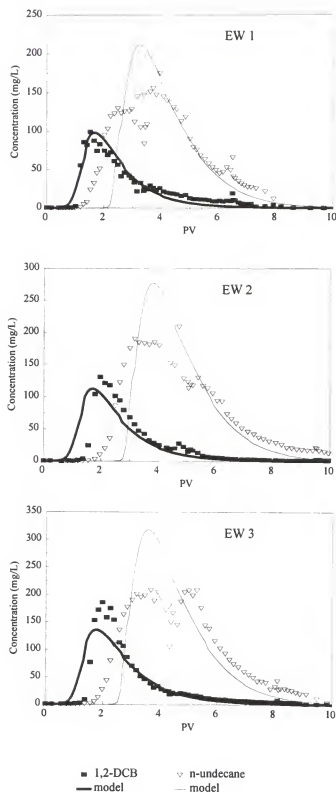 EW 1
Concentration (mg/L)
250
200
150
100
50
0
0 2 4 6 8 10
PV
EW 2
Concentration (mg/L)
300
250
200
150
100
50
0
0 2 4 6 8 10
PV
EW 3
Concentration (mg/L)
350
300
250
200
150
100
50
0
0 2 4 6 8 10
PV
1,2-DCB n-undecane
model model